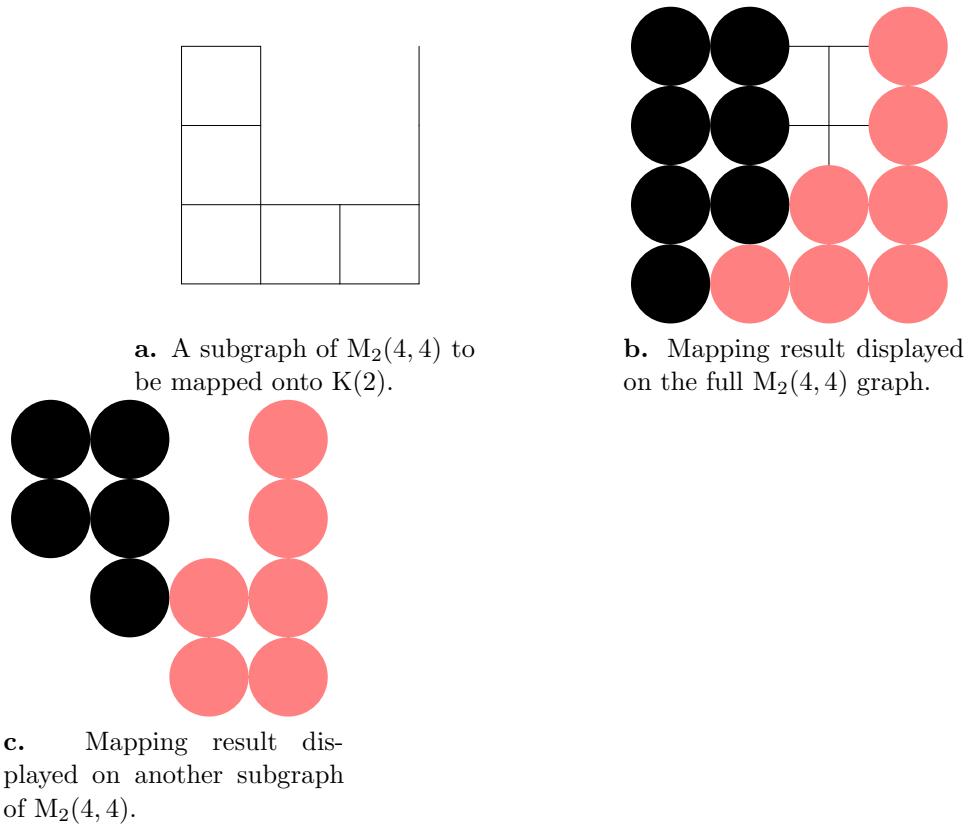 a. A subgraph of M₂(4, 4) to
be mapped onto K(2).
b. Mapping result displayed
on the full M₂(4, 4) graph.
c. Mapping result dis-
played on another subgraph
of M₂(4, 4).